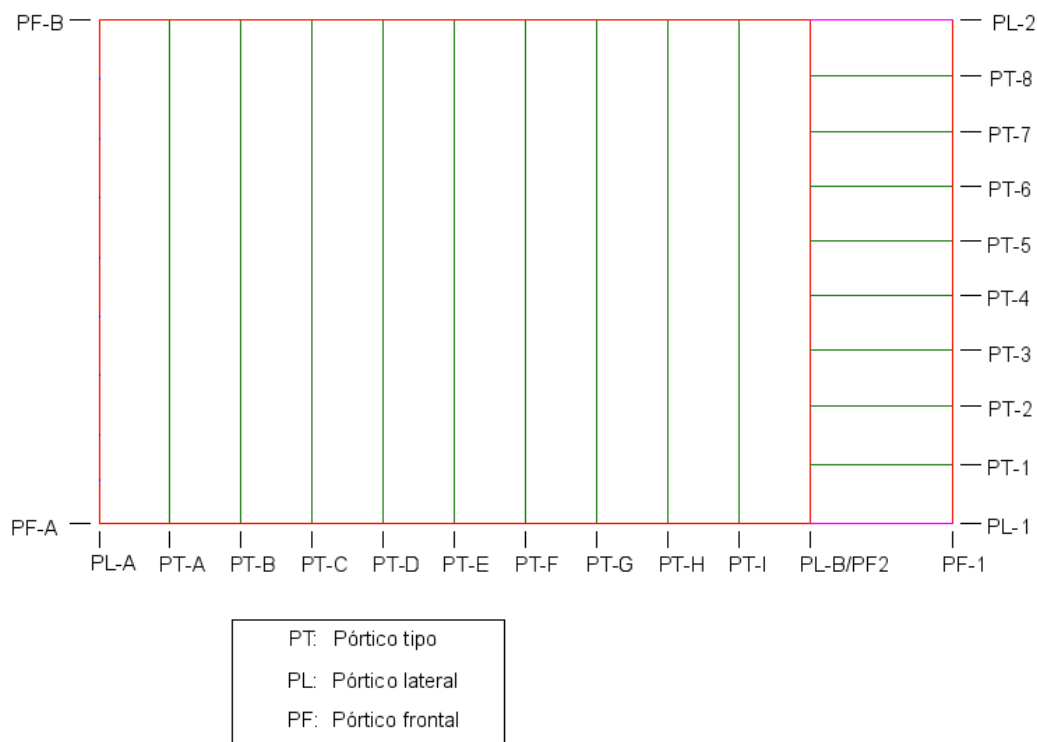 PF-B
PL-2
PT-8
PT-7
PT-6
PT-5
PT-4
PT-3
PT-2
PT-1
PF-A
PL-1
PL-A PT-A PT-B PT-C PT-D PT-E PT-F PT-G PT-H PT-I PL-B/PF2 PF-1
PT: Pórtico tipo
PL: Pórtico lateral
PF: Pórtico frontal